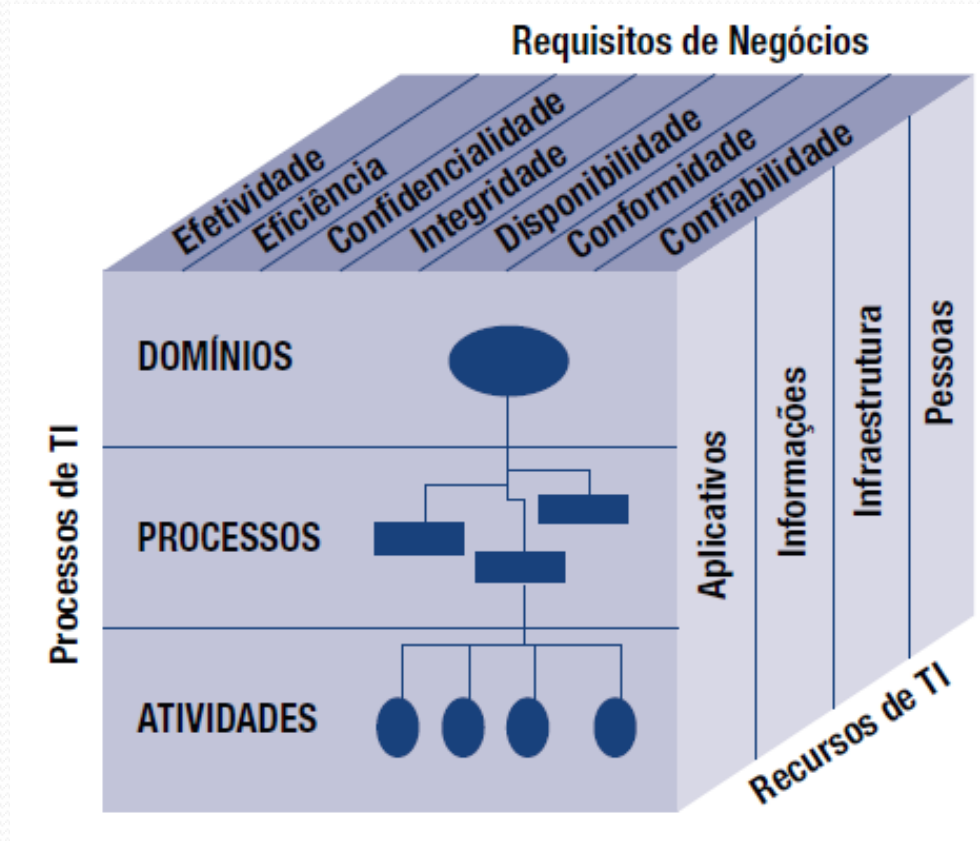 Requisitos de Negócios
Efetividade
Eficiência
Confidencialidade
Integridade
Disponibilidade
Conformidade
Confiabilidade
Processos de TI
DOMÍNIOS
PROCESSOS
ATIVIDADES
Aplicativos
Informações
Infraestrutura
Pessoas
Recursos de TI